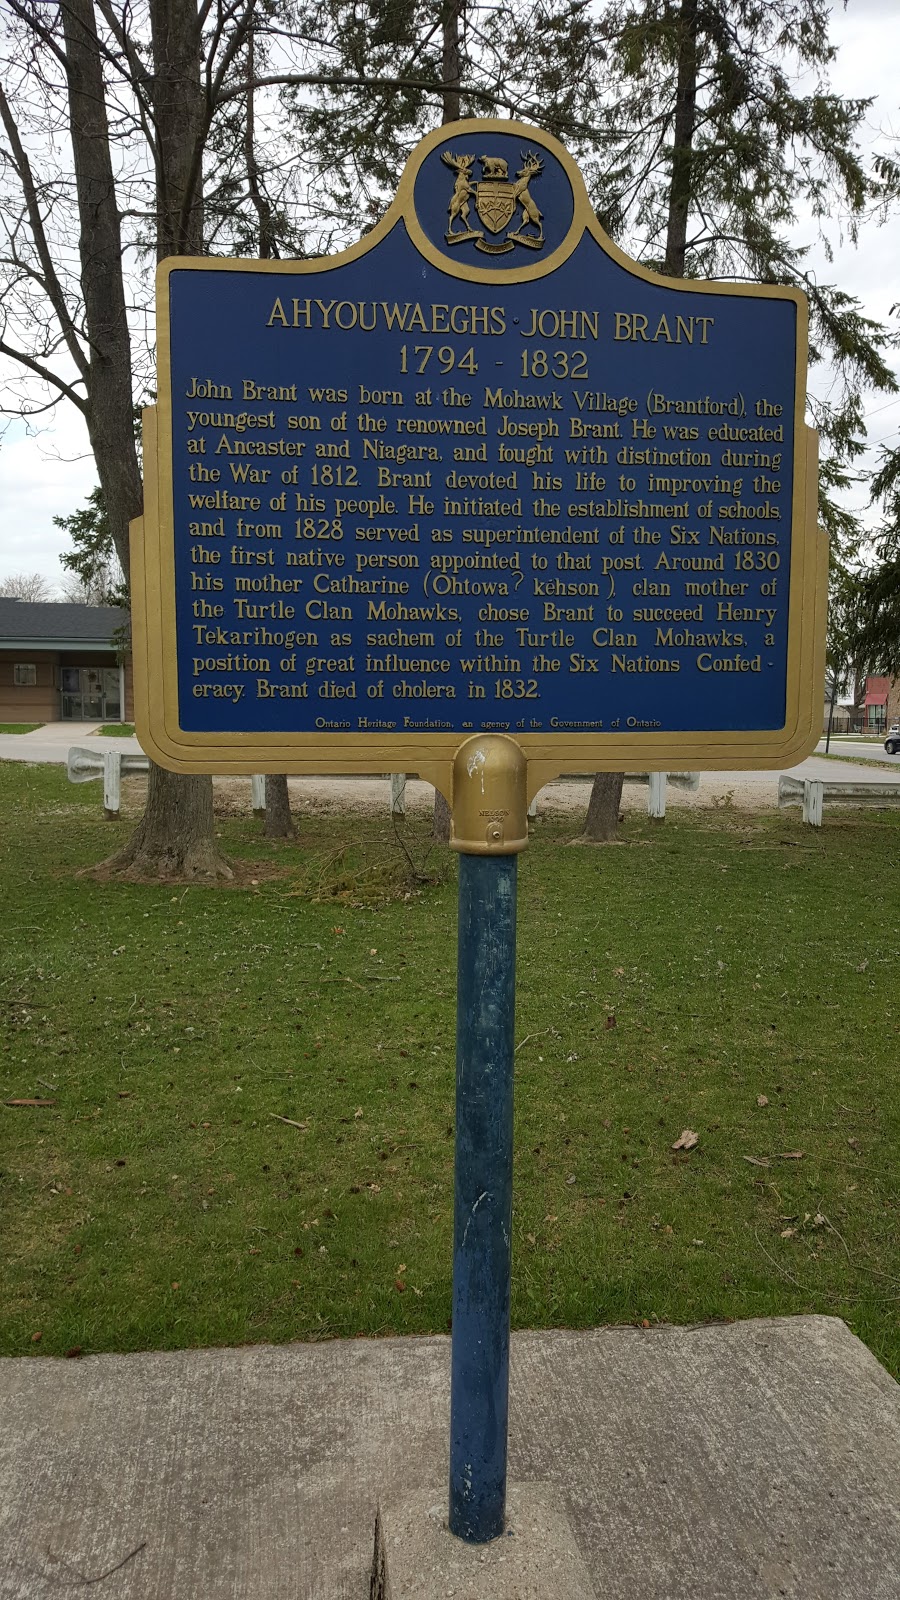 AHYOUWAEGHS · JOHN BRANT
1794 - 1832
John Brant was born at the Mohawk Village (Brantford), the
youngest son of the renowned Joseph Brant. He was educated
at Ancaster and Niagara, and fought with distinction during
the War of 1812. Brant devoted his life to improving the
welfare of his people. He initiated the establishment of schools,
and from 1828 served as superintendent of the Six Nations,
the first native person appointed to that post. Around 1830
his mother Catharine (Ohtowa?kehson), clan mother of
the Turtle Clan Mohawks, chose Brant to succeed Henry
Tekarihogen as sachem of the Turtle Clan Mohawks, a
position of great influence within the Six Nations Confed-
eracy. Brant died of cholera in 1832.
Ontario Heritage Foundation, an agency of the Government of Ontario
NELSON